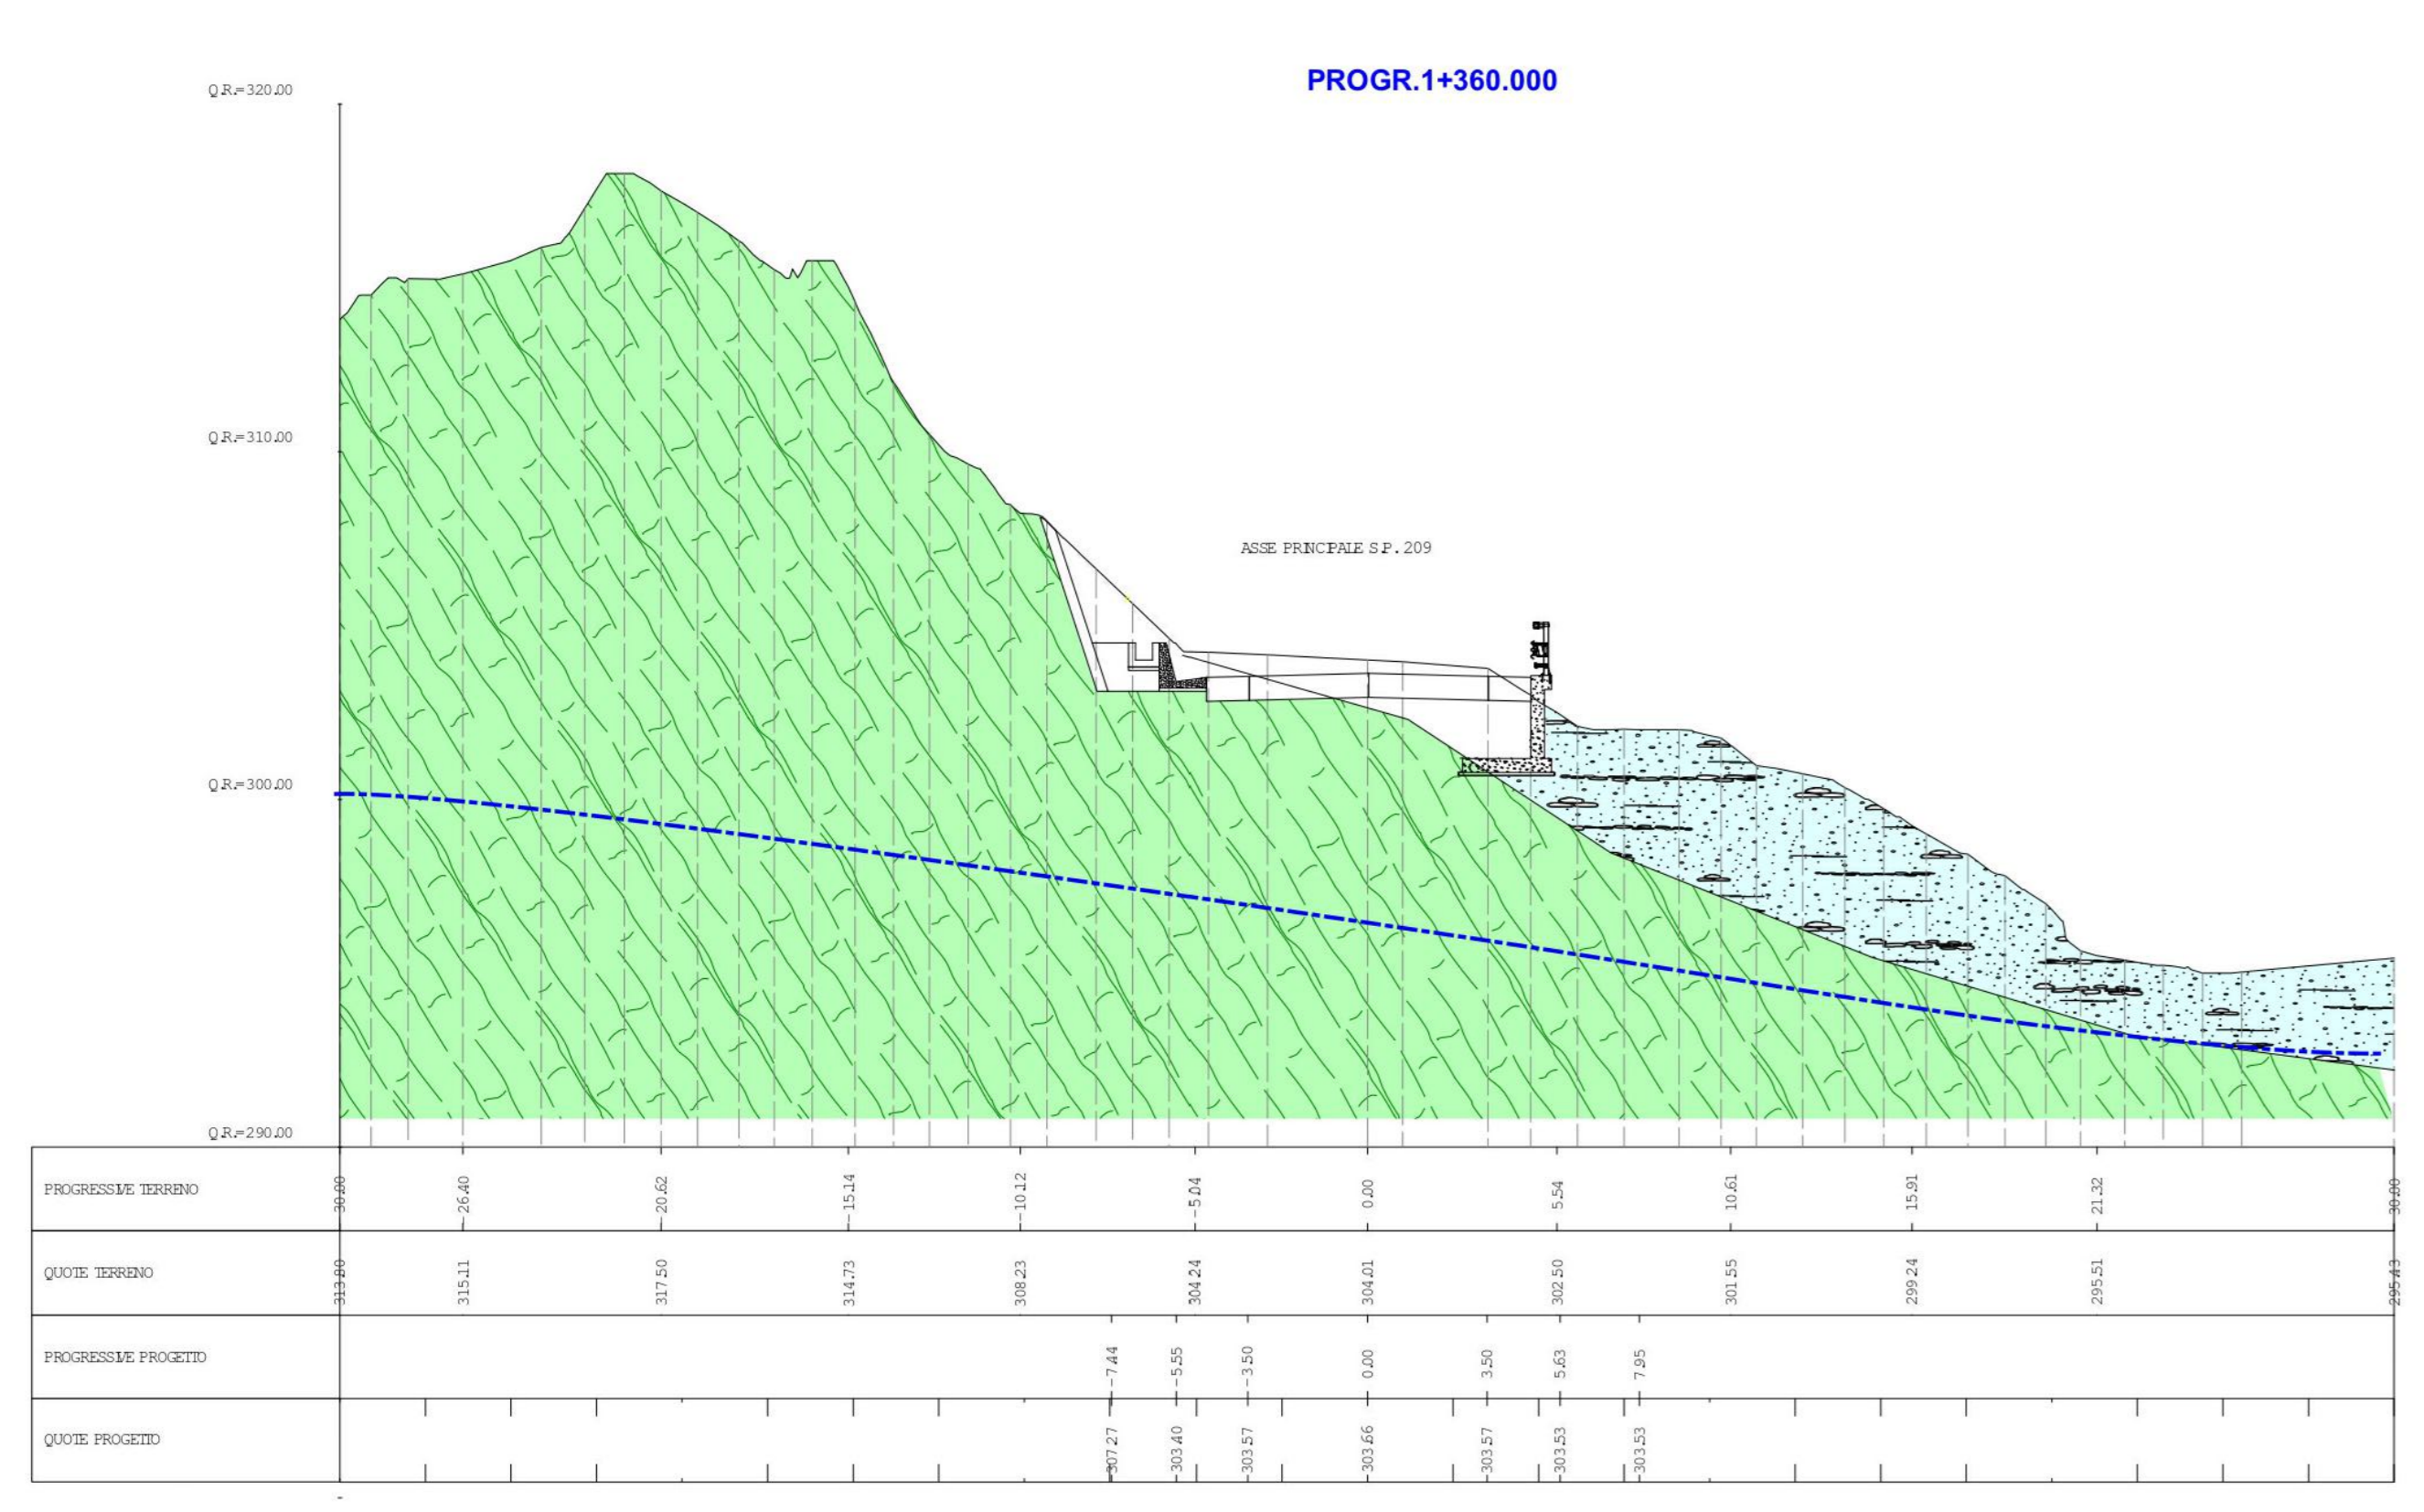 PROGR.1+360.000
Q.R.=320.00
Q.R.=310.00
ASSE PRINCIPALE S.P. 209
Q.R.=300.00
Q.R.=290.00
PROGRESSIVE TERRENO 30.00 -26.40 -20.62 -15.14 -10.12 -5.04 0.00 5.54 10.61 15.91 21.32 30.00
QUOTE TERRENO 313.80 315.11 317.50 314.73 308.23 304.24 304.01 302.50 301.55 299.24 295.51 295.43
PROGRESSIVE PROGETTO -7.44 -5.55 -3.50 0.00 3.50 5.63 7.95
QUOTE PROGETTO 307.27 303.40 303.57 303.66 303.57 303.53 303.53